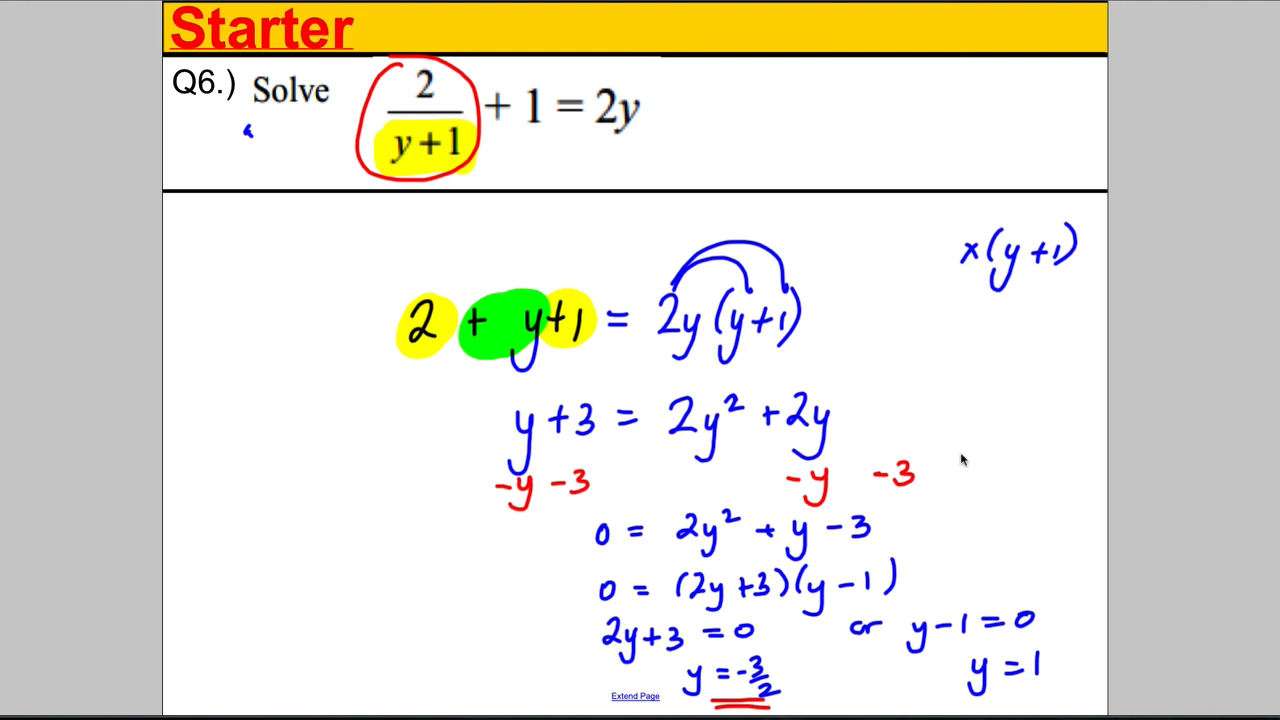 Starter
Q6.) Solve 2/(y+1) + 1 = 2y
x(y+1)
2 + y+1 = 2y(y+1)
y+3 = 2y² + 2y
-y -3 -y -3
0 = 2y² + y - 3
0 = (2y+3)(y-1)
2y+3 = 0 or y-1=0
y = -3/2 y = 1
Extend Page